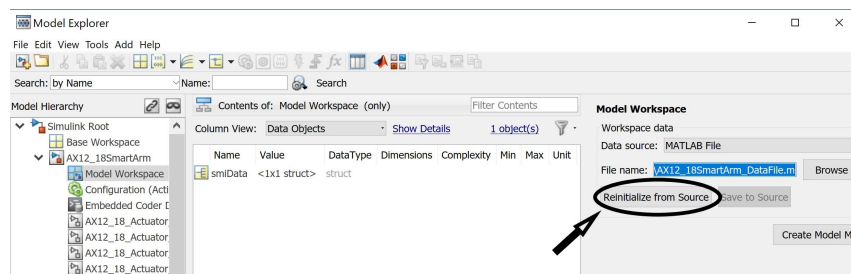 Model Explorer
File Edit View Tools Add Help
Search: by Name Name: Search
Model Hierarchy
Simulink Root
Base Workspace
AX12_18SmartArm
Model Workspace
Configuration (Acti
Embedded Coder D
AX12_18_Actuator
AX12_18_Actuator
AX12_18_Actuator
AX12_18_Actuator
Contents of: Model Workspace (only) Filter Contents
Column View: Data Objects Show Details 1 object(s)
Name Value DataType Dimensions Complexity Min Max Unit
smiData <1x1 struct> struct
Model Workspace
Workspace data
Data source: MATLAB File
File name: \AX12_18SmartArm_DataFile.m Browse
Reinitialize from Source Save to Source
Create Model M